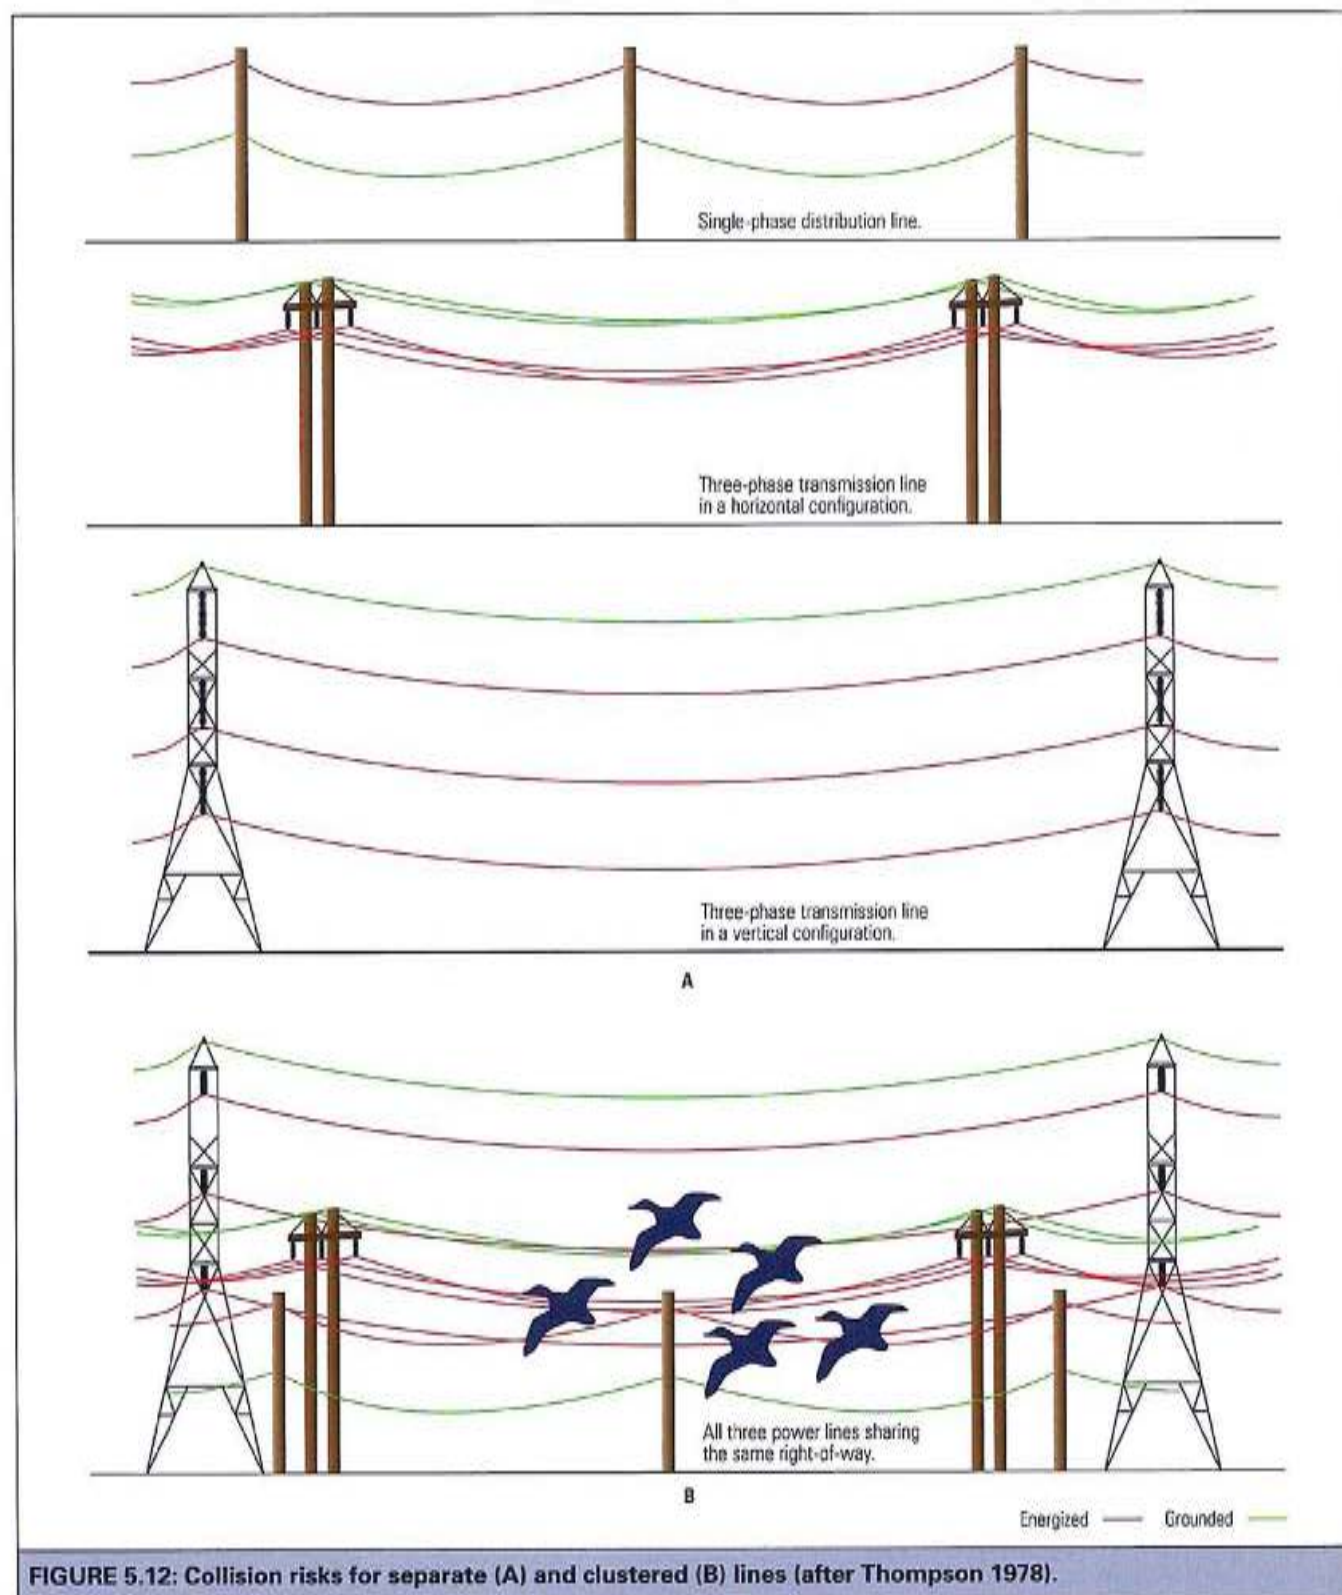 Single-phase distribution line.
Three-phase transmission line
in a horizontal configuration.
Three-phase transmission line
in a vertical configuration.
A
All three power lines sharing
the same right-of-way.
B
Energized
Grounded
FIGURE 5.12: Collision risks for separate (A) and clustered (B) lines (after Thompson 1978).